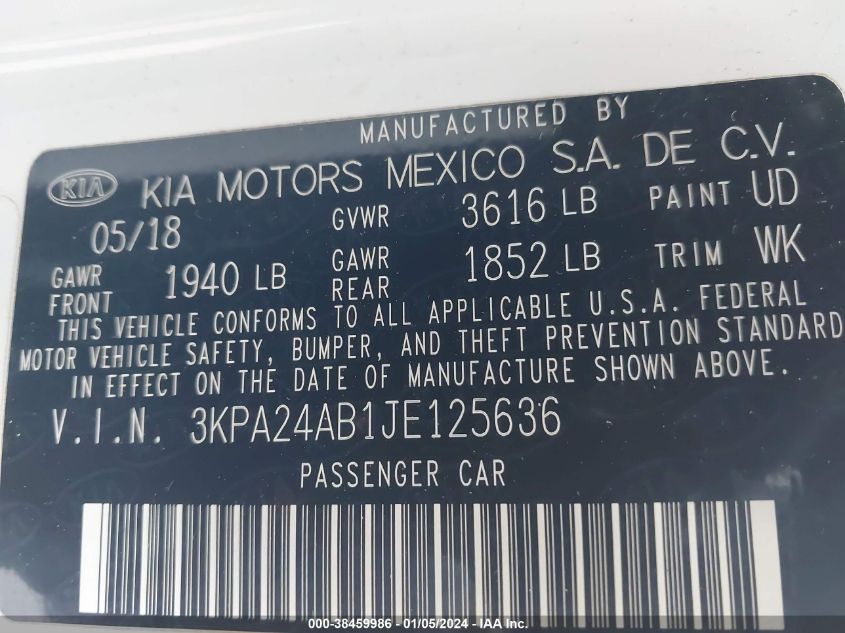 MANUFACTURED BY
KIA KIA MOTORS MEXICO S.A. DE C.V.
05/18 GVWR 3616 LB PAINT UD
GAWR FRONT 1940 LB GAWR REAR 1852 LB TRIM WK
THIS VEHICLE CONFORMS TO ALL APPLICABLE U.S.A. FEDERAL
MOTOR VEHICLE SAFETY, BUMPER, AND THEFT PREVENTION STANDARD
IN EFFECT ON THE DATE OF MANUFACTURE SHOWN ABOVE.
V.I.N. 3KPA24AB1JE125636
PASSENGER CAR
000-38459986 - 01/05/2024 - IAA Inc.